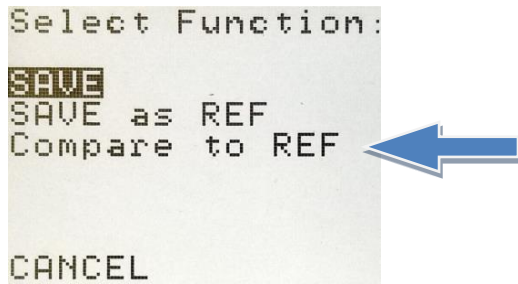 Select Function:
SAVE
SAVE as REF
Compare to REF
CANCEL